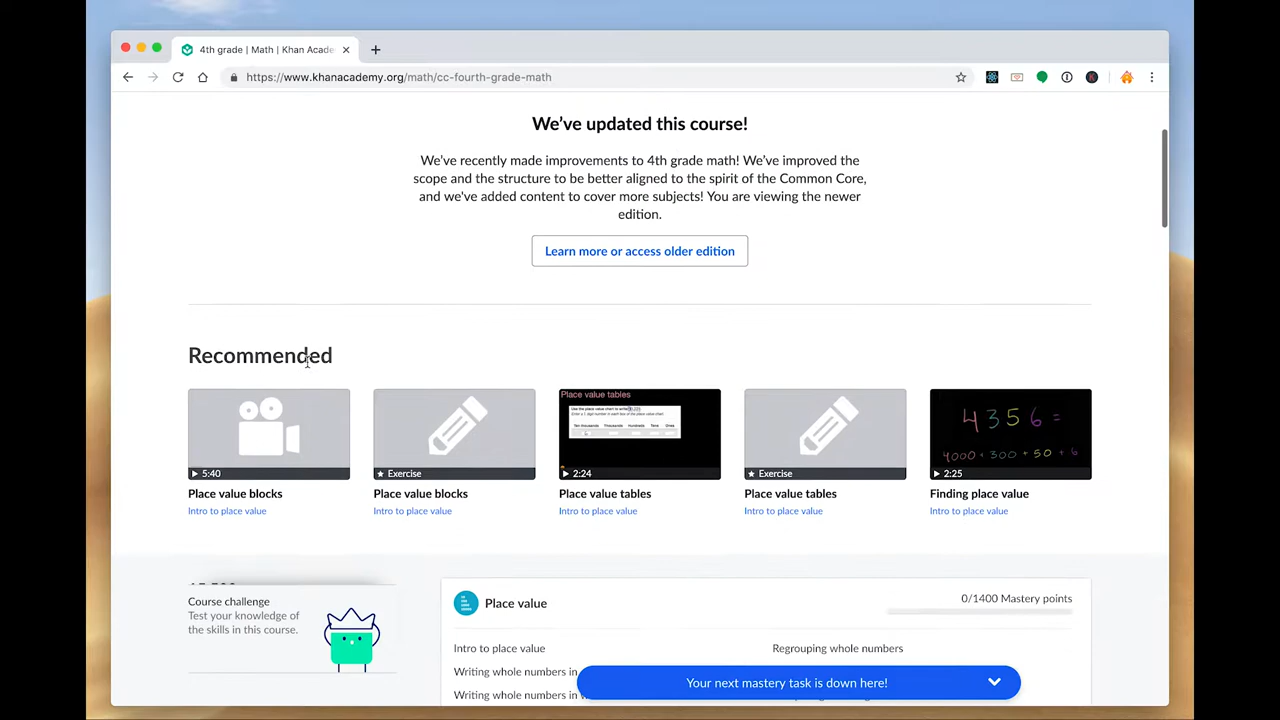 4th grade | Math | Khan Acade
https://www.khanacademy.org/math/cc-fourth-grade-math
We've updated this course!
We've recently made improvements to 4th grade math! We've improved the
scope and the structure to be better aligned to the spirit of the Common Core,
and we've added content to cover more subjects! You are viewing the newer
edition.
Learn more or access older edition
Recommended
5:40
Place value blocks
Intro to place value
Exercise
Place value blocks
Intro to place value
Place value tables
Ten thousands Thousands Hundreds Tens Ones
2:24
Place value tables
Intro to place value
Exercise
Place value tables
Intro to place value
4 3 5 6 =
4000 + 300 + 50 + 6
2:25
Finding place value
Intro to place value
Course challenge
Test your knowledge of
the skills in this course.
Place value
0/1400 Mastery points
Intro to place value
Regrouping whole numbers
Writing whole numbers in
Writing whole numbers in
Your next mastery task is down here!